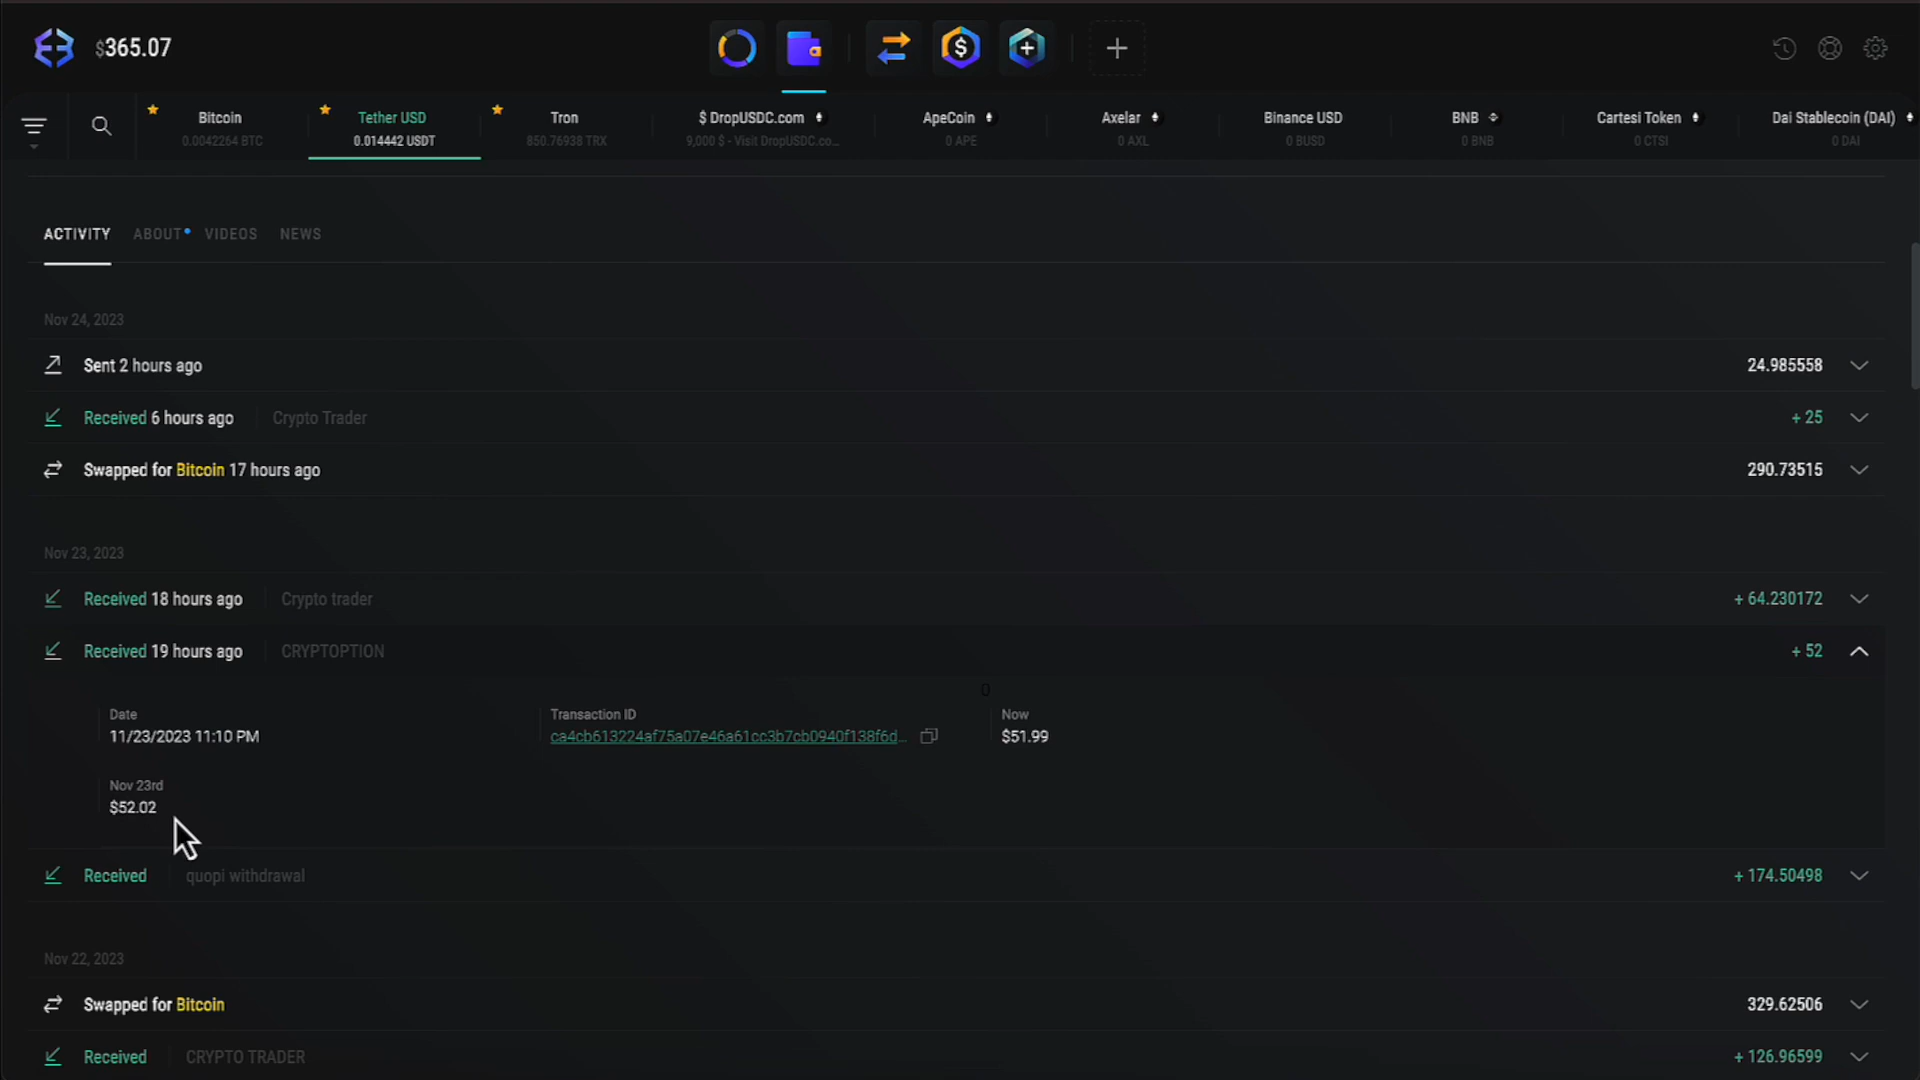 $365.07
Bitcoin
0.0042264 BTC
Tether USD
0.014442 USDT
Tron
850.76938 TRX
$ DropUSDC.com
9,000 $ - Visit DropUSDC.co...
ApeCoin
0 APE
Axelar
0 AXL
Binance USD
0 BUSD
BNB
0 BNB
Cartesi Token
0 CTSI
Dai Stablecoin (DAI)
0 DAI
ACTIVITY
ABOUT
VIDEOS
NEWS
Nov 24, 2023
Sent 2 hours ago
24.985558
Received 6 hours ago
Crypto Trader
+ 25
Swapped for Bitcoin 17 hours ago
290.73515
Nov 23, 2023
Received 18 hours ago
Crypto trader
+ 64.230172
Received 19 hours ago
CRYPTOPTION
+ 52
0
Date
11/23/2023 11:10 PM
Transaction ID
ca4cb613224af75a07e46a61cc3b7cb0940f138f6d...
Now
$51.99
Nov 23rd
$52.02
Received
quopi withdrawal
+ 174.50498
Nov 22, 2023
Swapped for Bitcoin
329.62506
Received
CRYPTO TRADER
+ 126.96599